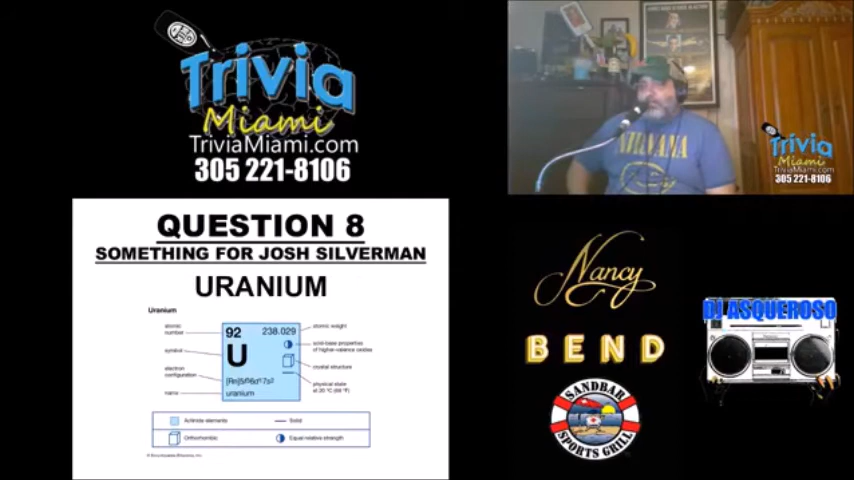 Trivia
Miami
TriviaMiami.com
305 221-8106
NIRVANA
Trivia
Miami
TriviaMiami.com
305 221-8106
QUESTION 8
SOMETHING FOR JOSH SILVERMAN
URANIUM
Uranium
atomic number
symbol
electron configuration
name
92
238.029
U
uranium
atomic weight
acid-base properties
of higher-valence oxides
crystal structure
physical state
at 20 °C (68 °F)
Actinide elements
Solid
Orthorhombic
Equal relative strength
Nancy
BEND
SANDBAR
SPORTS GRILL
DJ ASQUEROSO